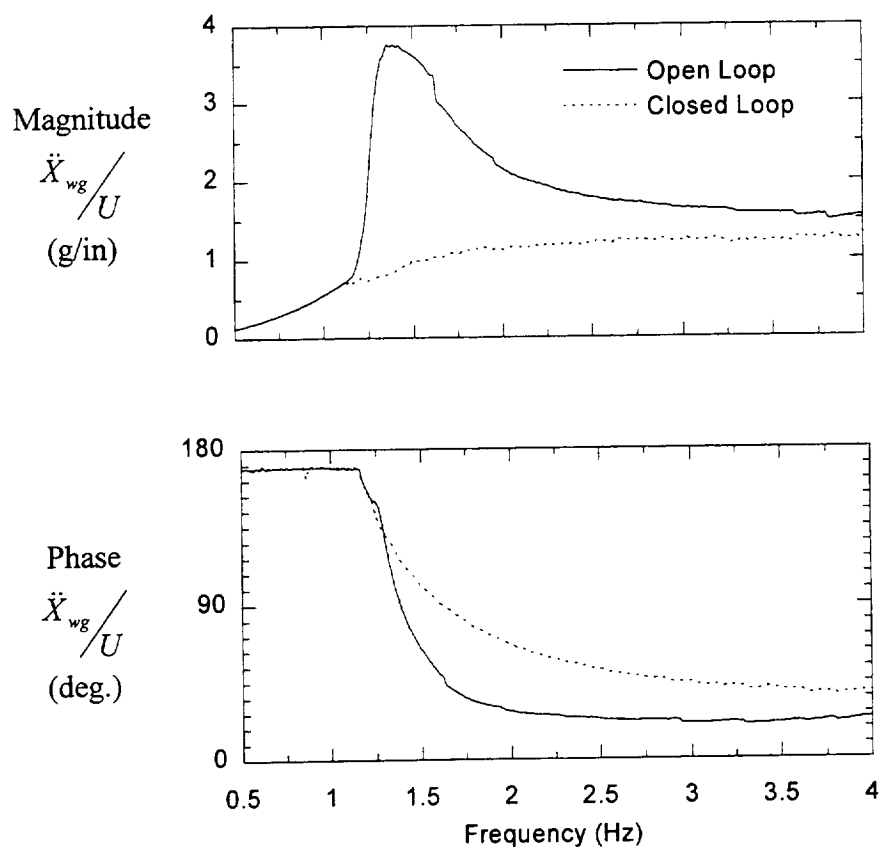 4
3
2
1
0
Magnitude
Ẍwg/U
(g/in)
Open Loop
Closed Loop
180
90
0
Phase
Ẍwg/U
(deg.)
0.5 1 1.5 2 2.5 3 3.5 4
Frequency (Hz)